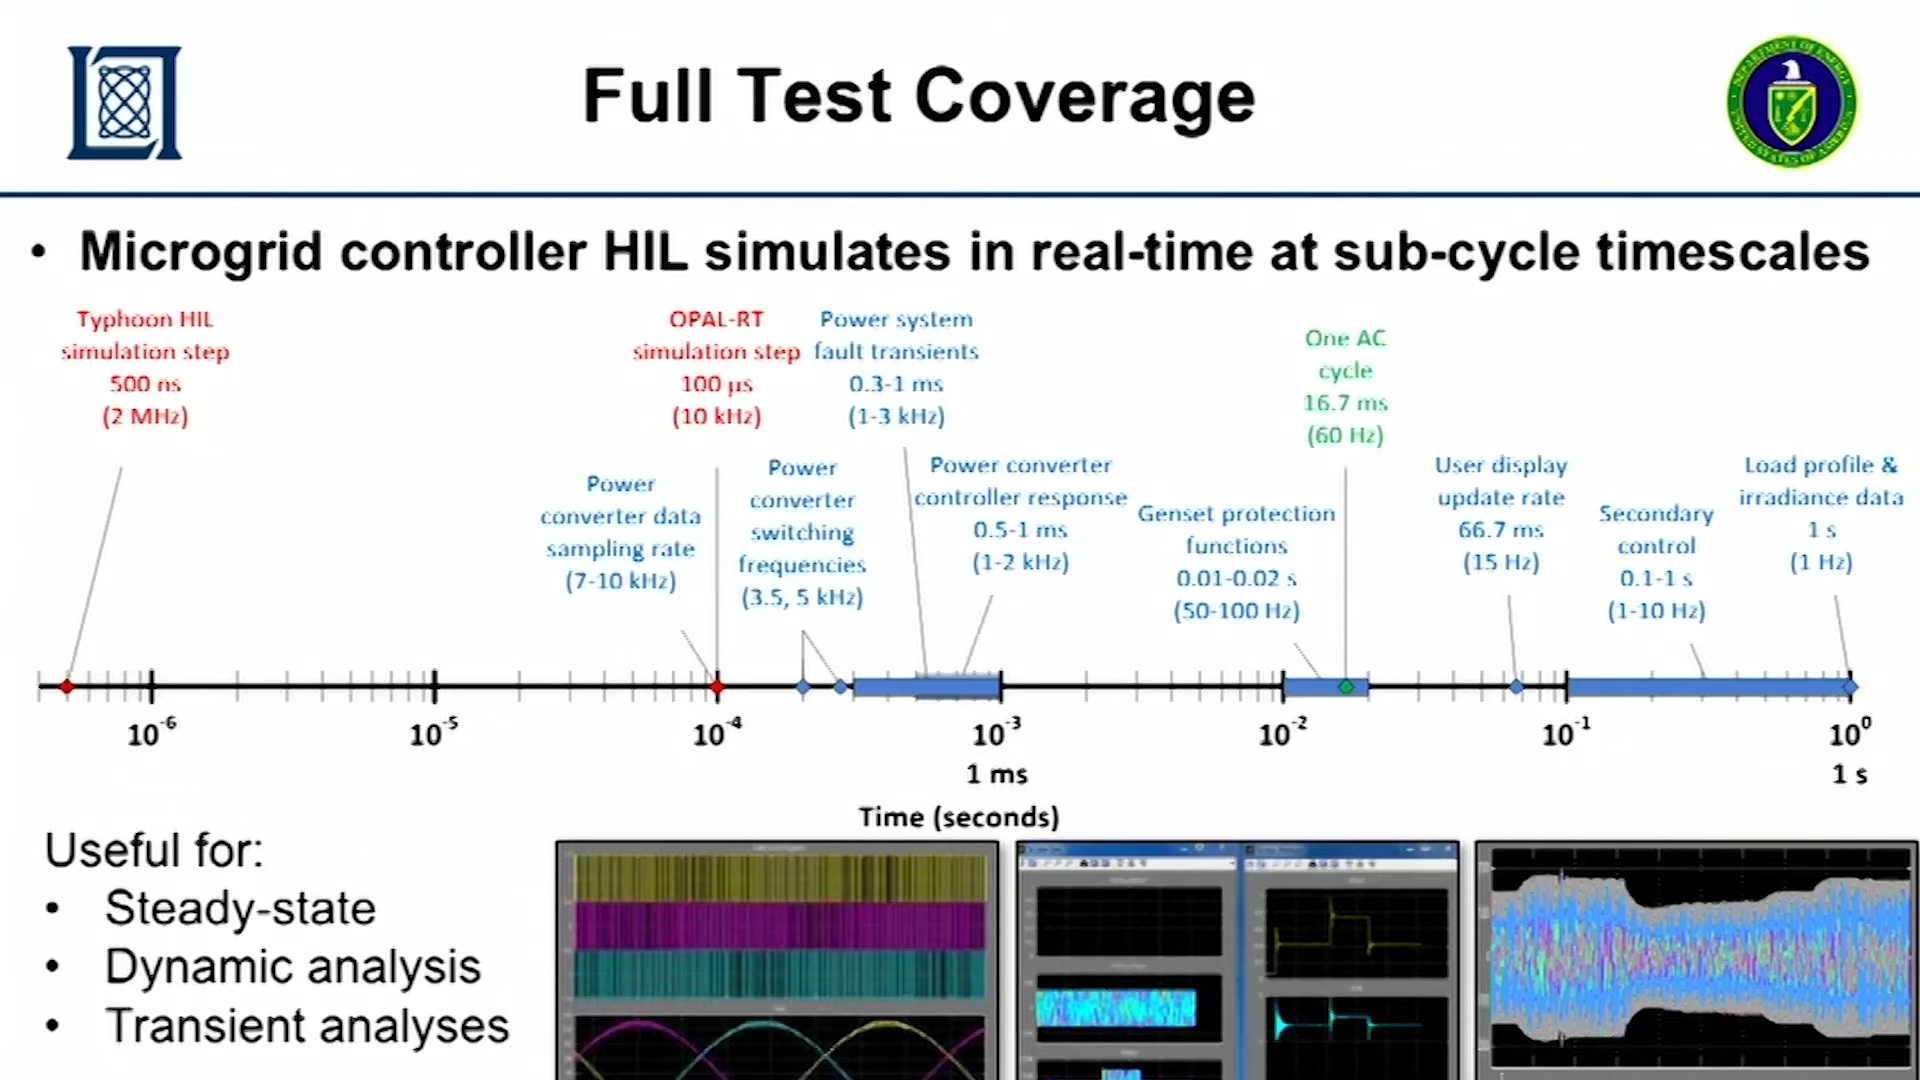 Full Test Coverage
DEPARTMENT OF ENERGY
UNITED STATES OF AMERICA
• Microgrid controller HIL simulates in real-time at sub-cycle timescales
Typhoon HIL
simulation step
500 ns
(2 MHz)
OPAL-RT
simulation step
100 µs
(10 kHz)
Power system
fault transients
0.3-1 ms
(1-3 kHz)
One AC
cycle
16.7 ms
(60 Hz)
Power
converter data
sampling rate
(7-10 kHz)
Power
converter
switching
frequencies
(3.5, 5 kHz)
Power converter
controller response
0.5-1 ms
(1-2 kHz)
Genset protection
functions
0.01-0.02 s
(50-100 Hz)
User display
update rate
66.7 ms
(15 Hz)
Secondary
control
0.1-1 s
(1-10 Hz)
Load profile &
irradiance data
1 s
(1 Hz)
10⁻⁶ 10⁻⁵ 10⁻⁴ 10⁻³ 10⁻² 10⁻¹ 10⁰
1 ms 1 s
Time (seconds)
Useful for:
• Steady-state
• Dynamic analysis
• Transient analyses